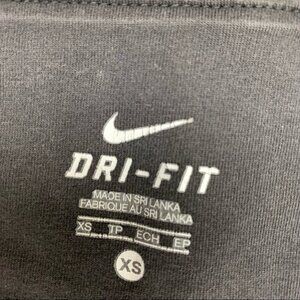 DRI-FIT
MADE IN SRI LANKA
FABRIQUE AU SRI LANKA
XS TP ECH EP
XS